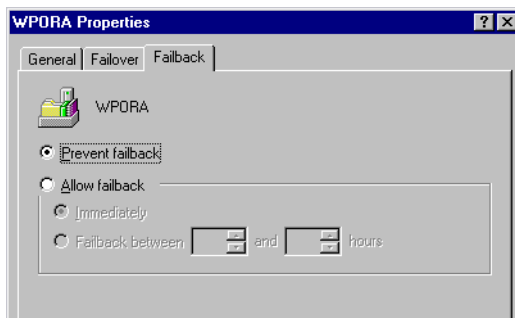 WPORA Properties
General Failover Failback
WPORA
Prevent failback
Allow failback
Immediately
Failback between and hours